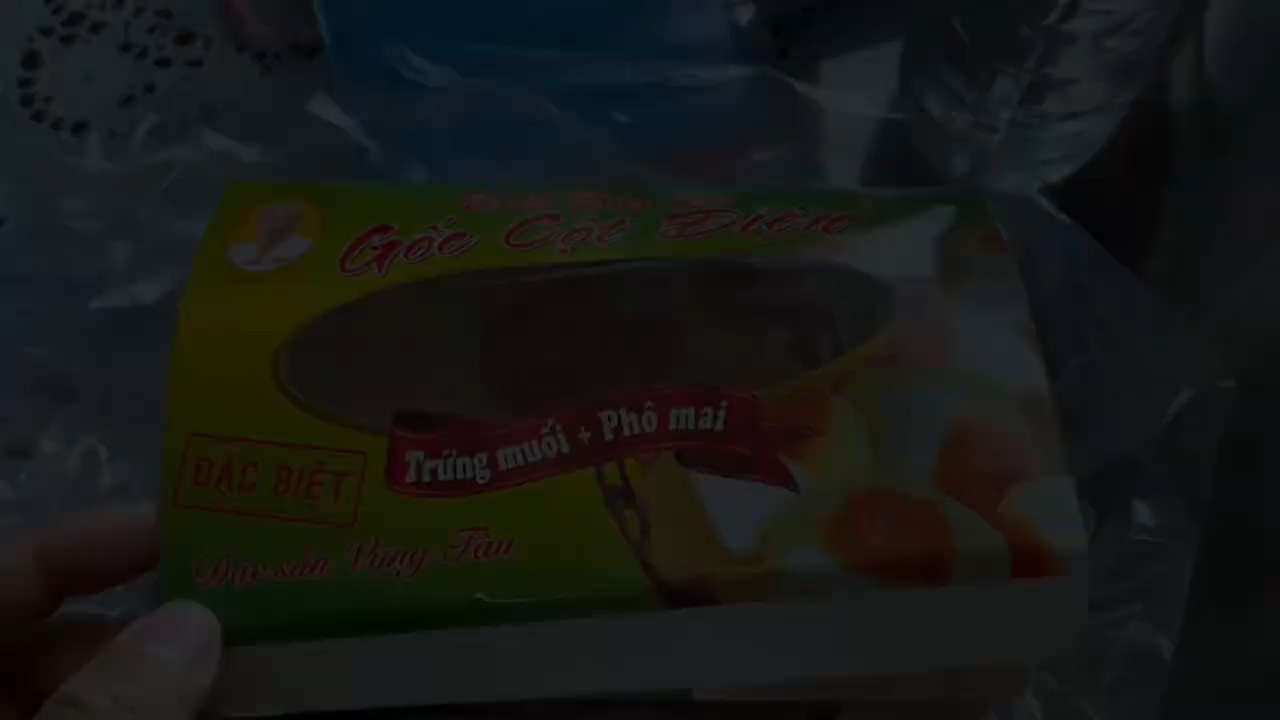 Gốc Cột Điện
Trứng muối + Phô mai
ĐẶC BIỆT
Đặc sản Vũng Tàu